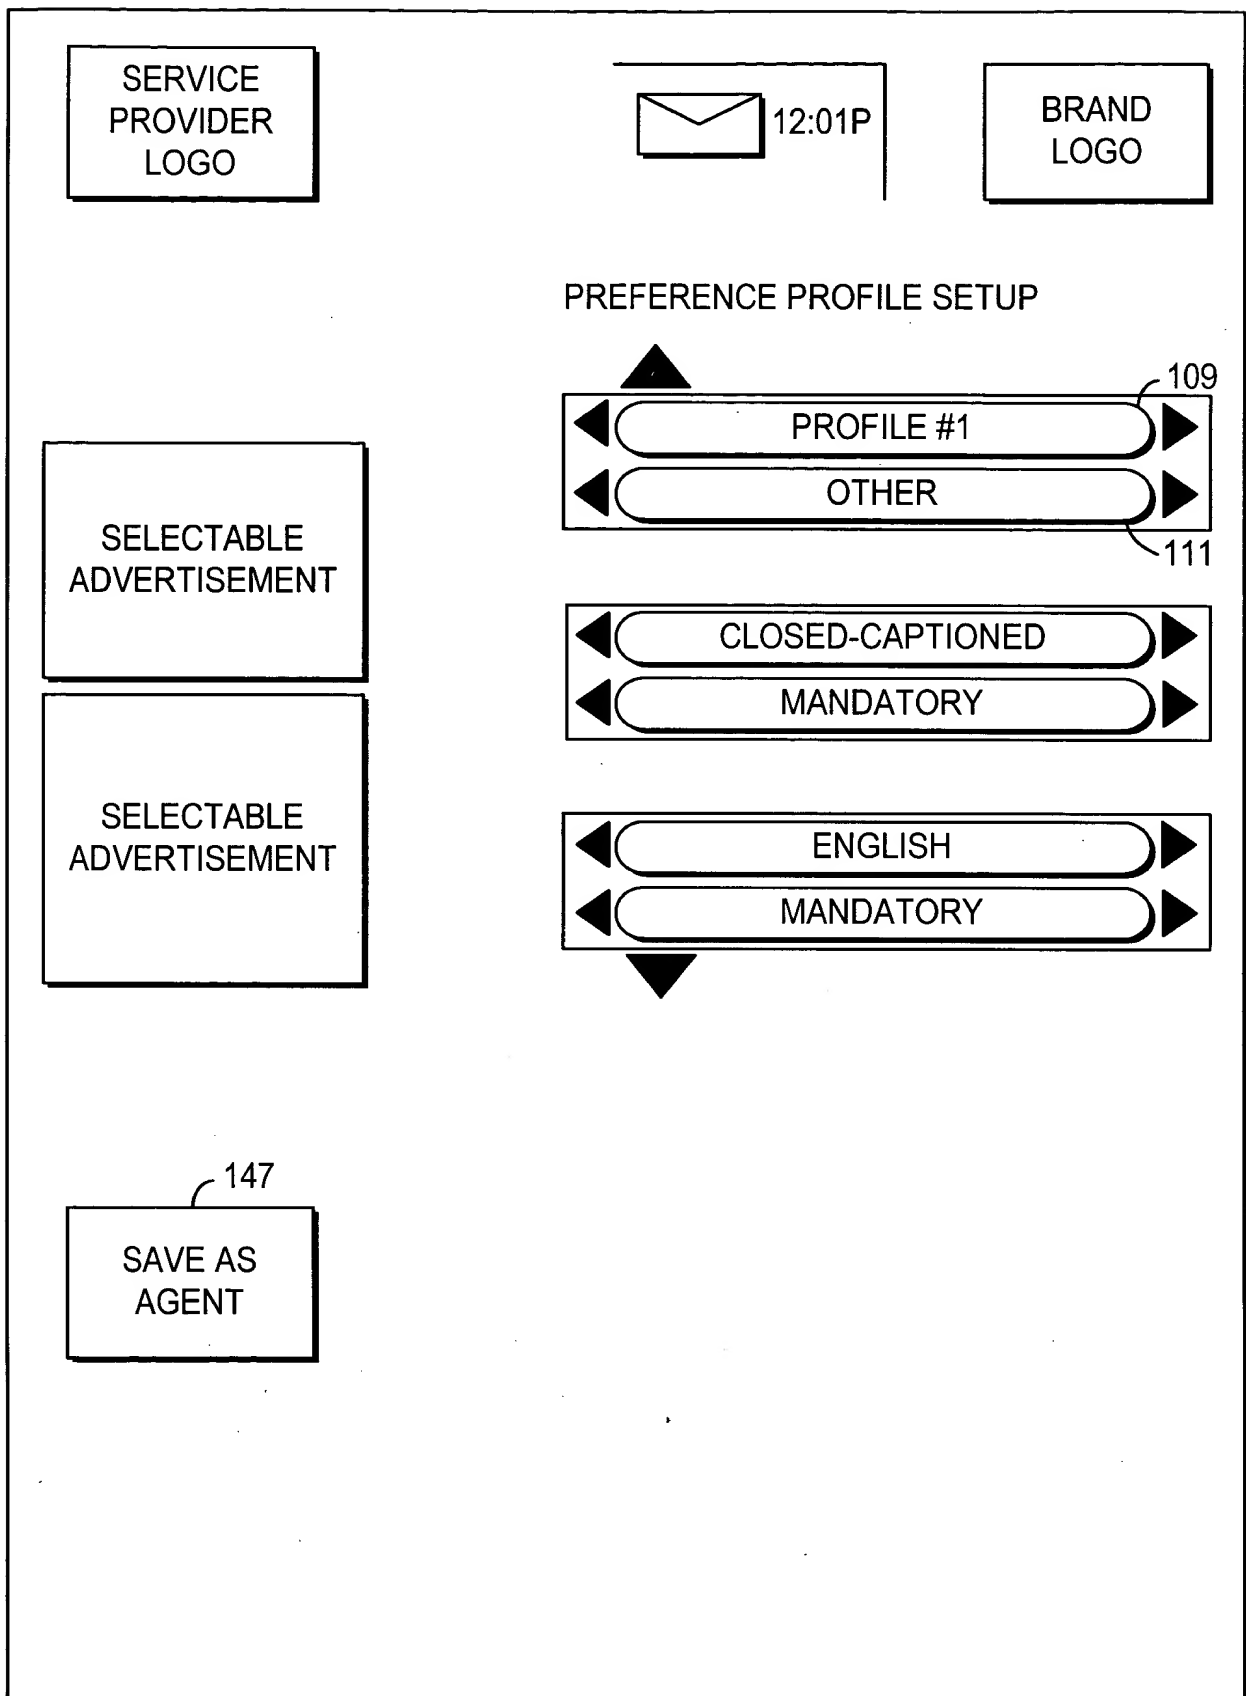 SERVICE
PROVIDER
LOGO
12:01P
BRAND
LOGO
PREFERENCE PROFILE SETUP
109
PROFILE #1
OTHER
111
SELECTABLE
ADVERTISEMENT
CLOSED-CAPTIONED
MANDATORY
SELECTABLE
ADVERTISEMENT
ENGLISH
MANDATORY
147
SAVE AS
AGENT